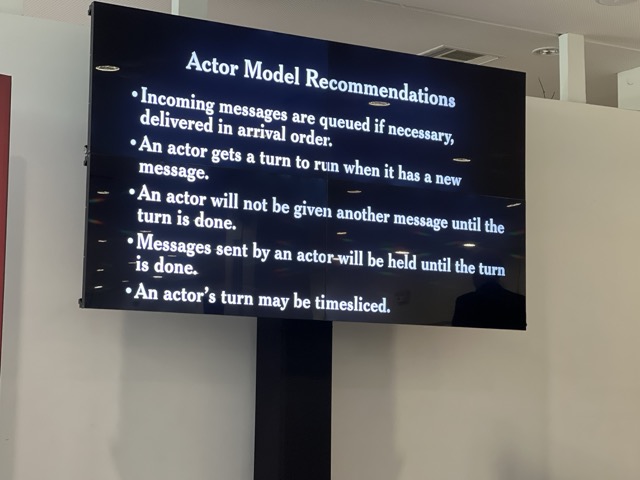 Actor Model Recommendations
•Incoming messages are queued if necessary,
delivered in arrival order.
•An actor gets a turn to run when it has a new
message.
•An actor will not be given another message until the
turn is done.
•Messages sent by an actor will be held until the turn
is done.
•An actor's turn may be timesliced.